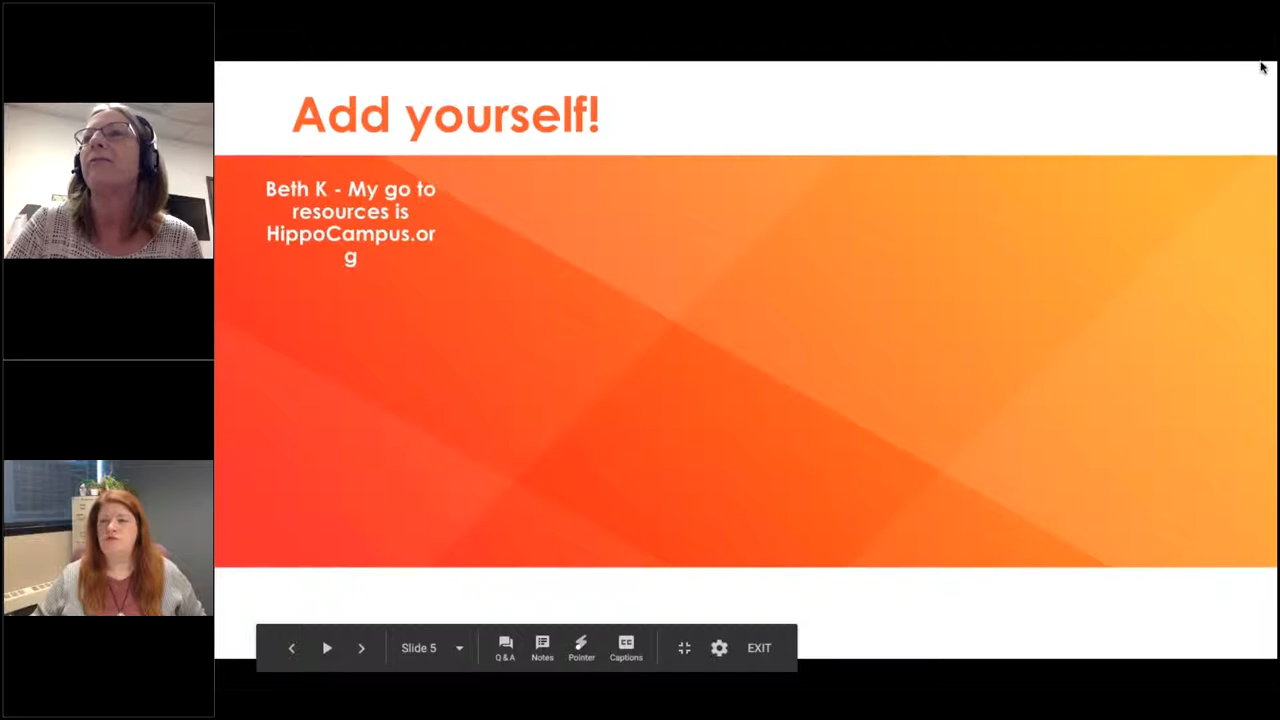 Add yourself!
Beth K - My go to
resources is
HippoCampus.or
g
Slide 5
Q & A
Notes
Pointer
Captions
EXIT